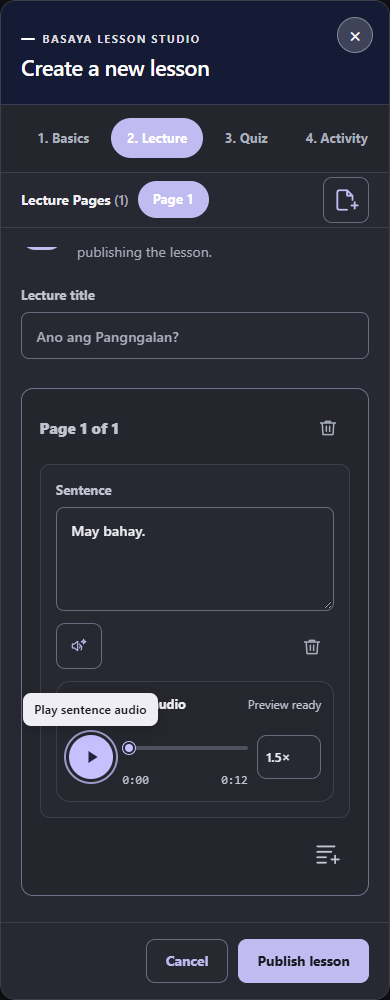 BASAYA LESSON STUDIO
Create a new lesson
1. Basics
2. Lecture
3. Quiz
4. Activity
Lecture Pages (1)
Page 1
publishing the lesson.
Lecture title
Ano ang Pangngalan?
Page 1 of 1
Sentence
May bahay.
Play sentence audio
Preview ready
1.5×
0:00
0:12
Cancel
Publish lesson